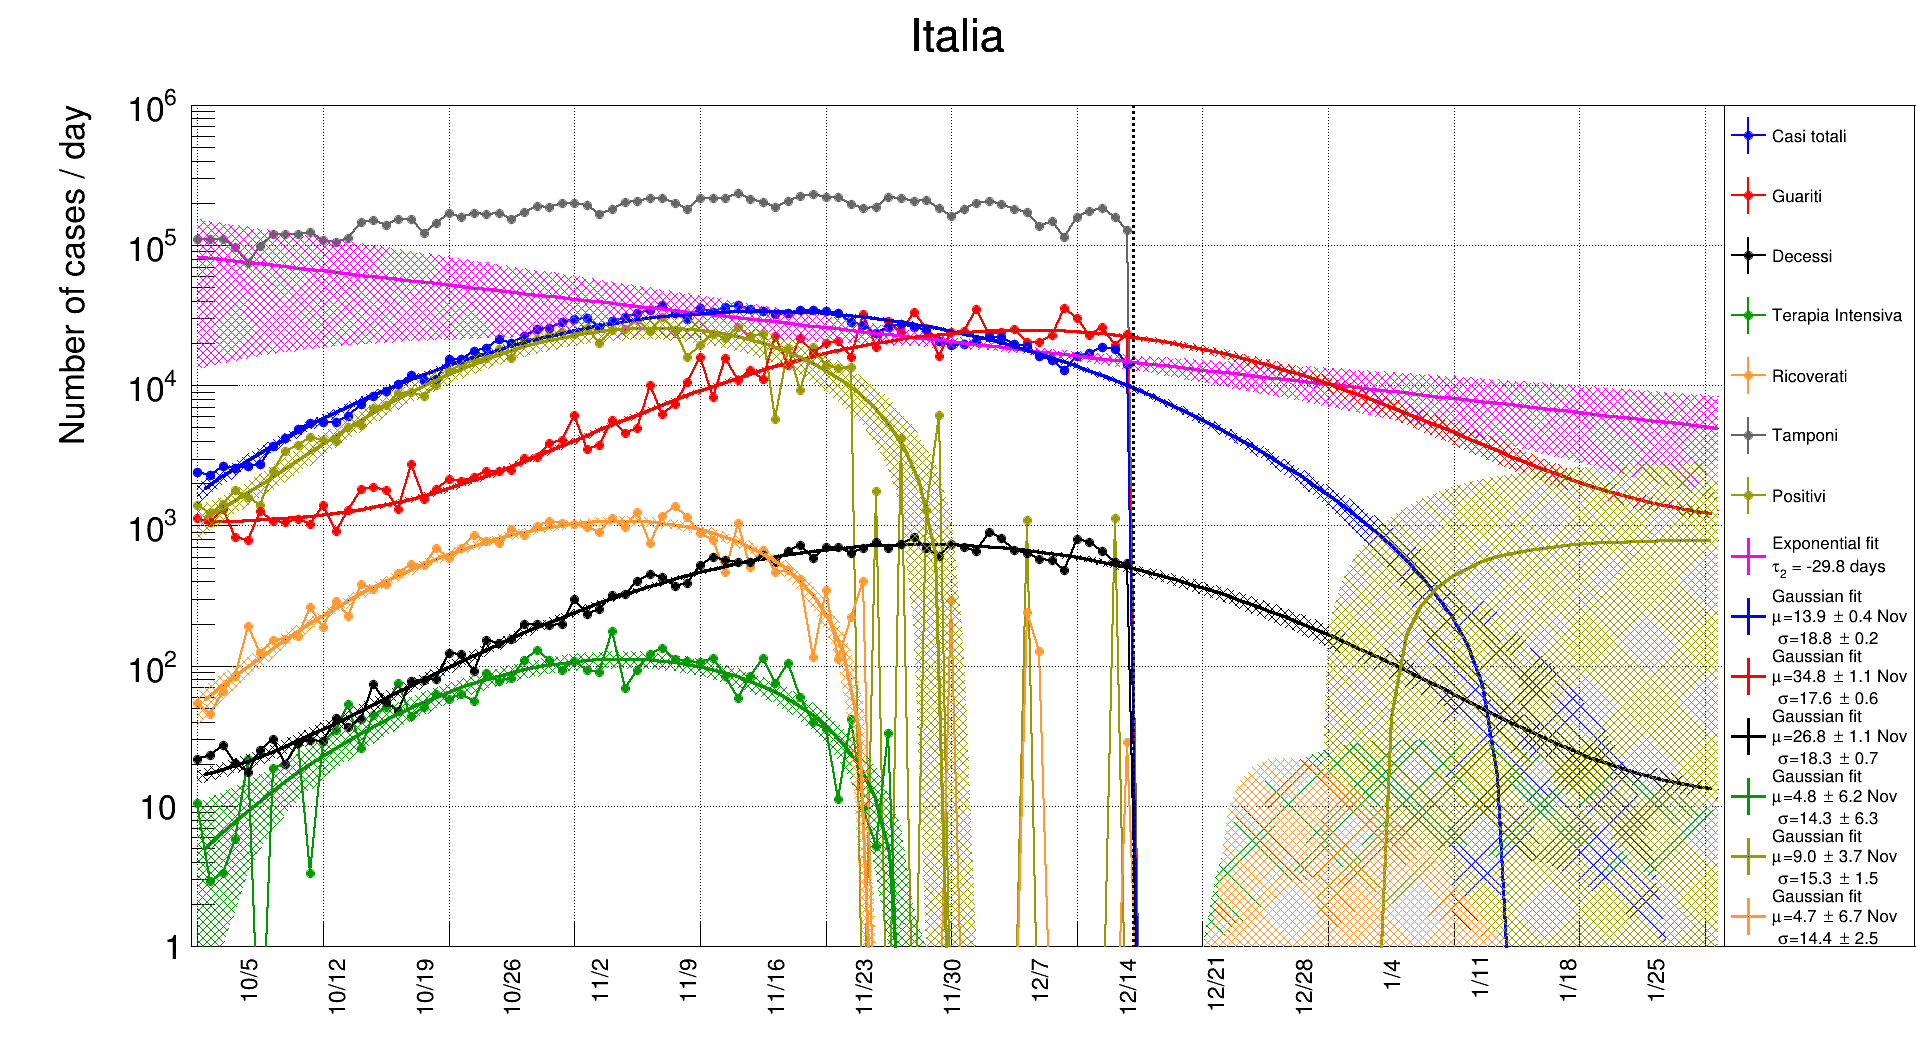 Italia
Number of cases / day
10^6
10^5
10^4
10^3
10^2
10
1
10/5
10/12
10/19
10/26
11/2
11/9
11/16
11/23
11/30
12/7
12/14
12/21
12/28
1/4
1/11
1/18
1/25
Casi totali
Guariti
Decessi
Terapia Intensiva
Ricoverati
Tamponi
Positivi
Exponential fit
τ₂ = -29.8 days
Gaussian fit
μ=13.9 ± 0.4 Nov
σ=18.8 ± 0.2
Gaussian fit
μ=34.8 ± 1.1 Nov
σ=17.6 ± 0.6
Gaussian fit
μ=26.8 ± 1.1 Nov
σ=18.3 ± 0.7
Gaussian fit
μ=4.8 ± 6.2 Nov
σ=14.3 ± 6.3
Gaussian fit
μ=9.0 ± 3.7 Nov
σ=15.3 ± 1.5
Gaussian fit
μ=4.7 ± 6.7 Nov
σ=14.4 ± 2.5